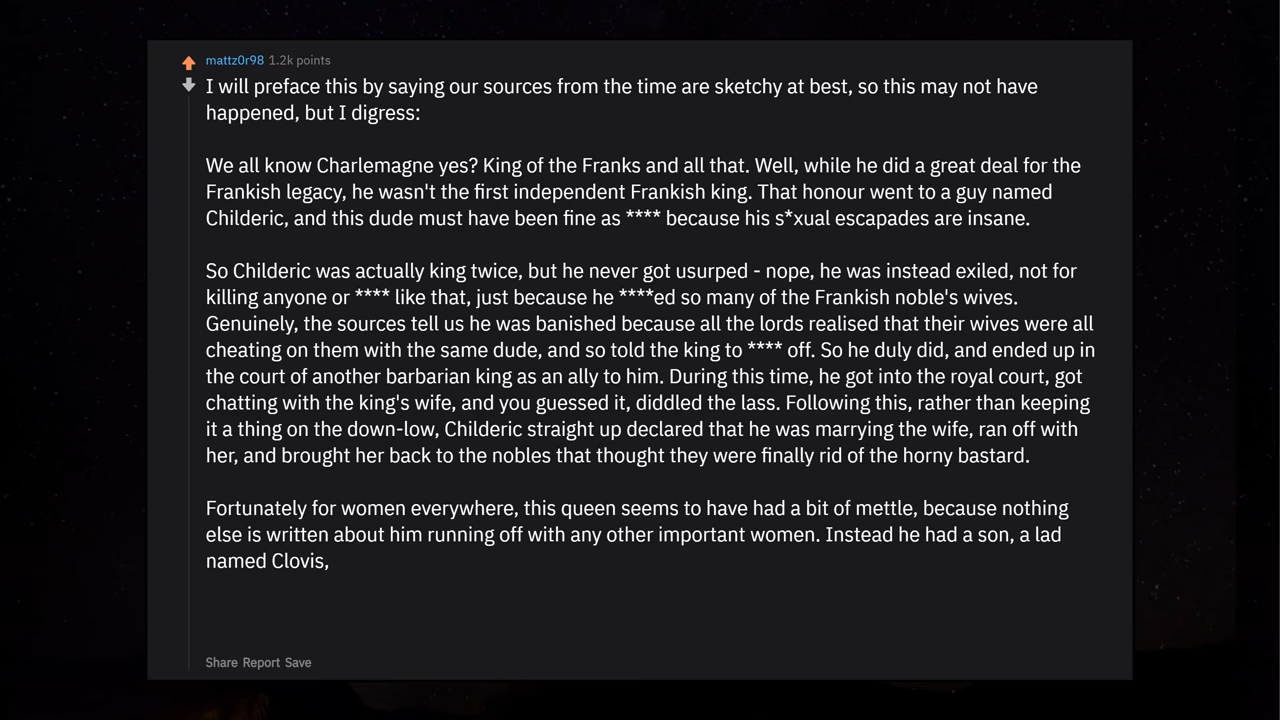 mattz0r98 1.2k points
I will preface this by saying our sources from the time are sketchy at best, so this may not have
happened, but I digress:
We all know Charlemagne yes? King of the Franks and all that. Well, while he did a great deal for the
Frankish legacy, he wasn't the first independent Frankish king. That honour went to a guy named
Childeric, and this dude must have been fine as **** because his s*xual escapades are insane.
So Childeric was actually king twice, but he never got usurped - nope, he was instead exiled, not for
killing anyone or **** like that, just because he ****ed so many of the Frankish noble's wives.
Genuinely, the sources tell us he was banished because all the lords realised that their wives were all
cheating on them with the same dude, and so told the king to **** off. So he duly did, and ended up in
the court of another barbarian king as an ally to him. During this time, he got into the royal court, got
chatting with the king's wife, and you guessed it, diddled the lass. Following this, rather than keeping
it a thing on the down-low, Childeric straight up declared that he was marrying the wife, ran off with
her, and brought her back to the nobles that thought they were finally rid of the horny bastard.
Fortunately for women everywhere, this queen seems to have had a bit of mettle, because nothing
else is written about him running off with any other important women. Instead he had a son, a lad
named Clovis,
Share Report Save